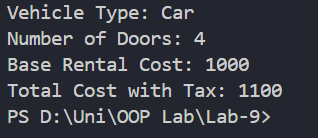 Vehicle Type: Car
Number of Doors: 4
Base Rental Cost: 1000
Total Cost with Tax: 1100
PS D:\Uni\OOP Lab\Lab-9>